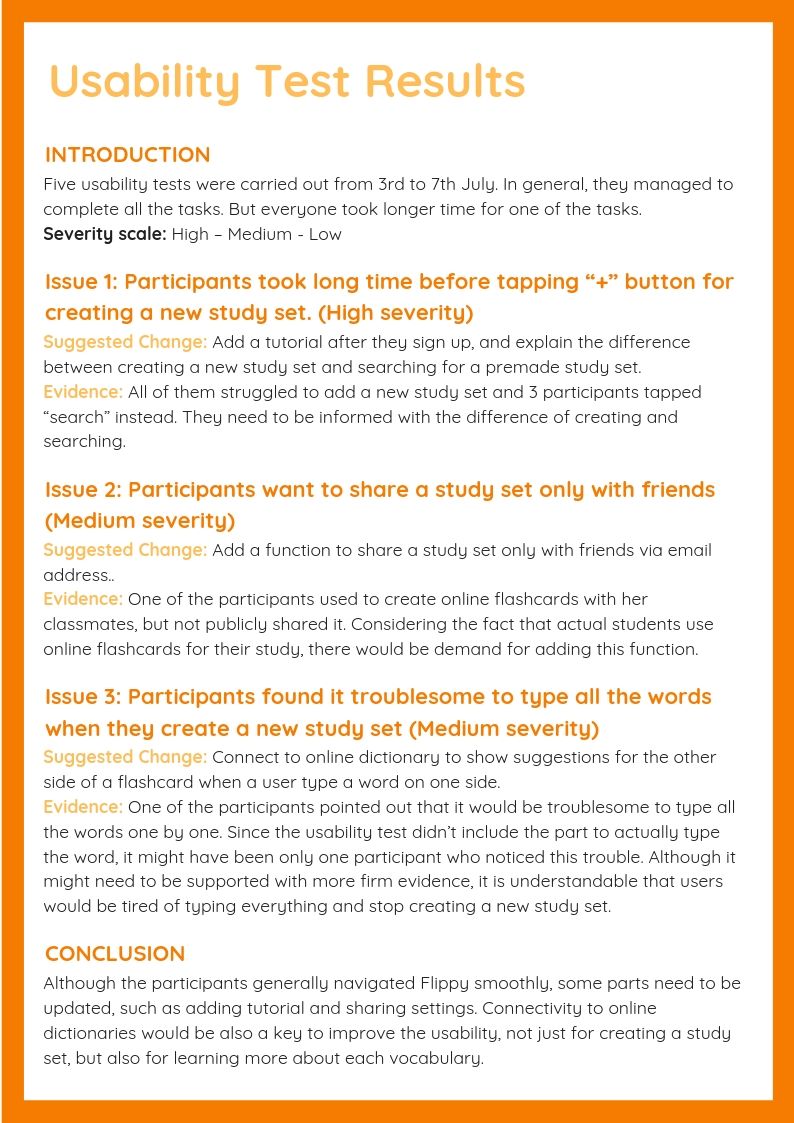 Usability Test Results
INTRODUCTION
Five usability tests were carried out from 3rd to 7th July. In general, they managed to
complete all the tasks. But everyone took longer time for one of the tasks.
Severity scale: High – Medium - Low
Issue 1: Participants took long time before tapping “+” button for
creating a new study set. (High severity)
Suggested Change: Add a tutorial after they sign up, and explain the difference
between creating a new study set and searching for a premade study set.
Evidence: All of them struggled to add a new study set and 3 participants tapped
“search” instead. They need to be informed with the difference of creating and
searching.
Issue 2: Participants want to share a study set only with friends
(Medium severity)
Suggested Change: Add a function to share a study set only with friends via email
address..
Evidence: One of the participants used to create online flashcards with her
classmates, but not publicly shared it. Considering the fact that actual students use
online flashcards for their study, there would be demand for adding this function.
Issue 3: Participants found it troublesome to type all the words
when they create a new study set (Medium severity)
Suggested Change: Connect to online dictionary to show suggestions for the other
side of a flashcard when a user type a word on one side.
Evidence: One of the participants pointed out that it would be troublesome to type all
the words one by one. Since the usability test didn’t include the part to actually type
the word, it might have been only one participant who noticed this trouble. Although it
might need to be supported with more firm evidence, it is understandable that users
would be tired of typing everything and stop creating a new study set.
CONCLUSION
Although the participants generally navigated Flippy smoothly, some parts need to be
updated, such as adding tutorial and sharing settings. Connectivity to online
dictionaries would be also a key to improve the usability, not just for creating a study
set, but also for learning more about each vocabulary.